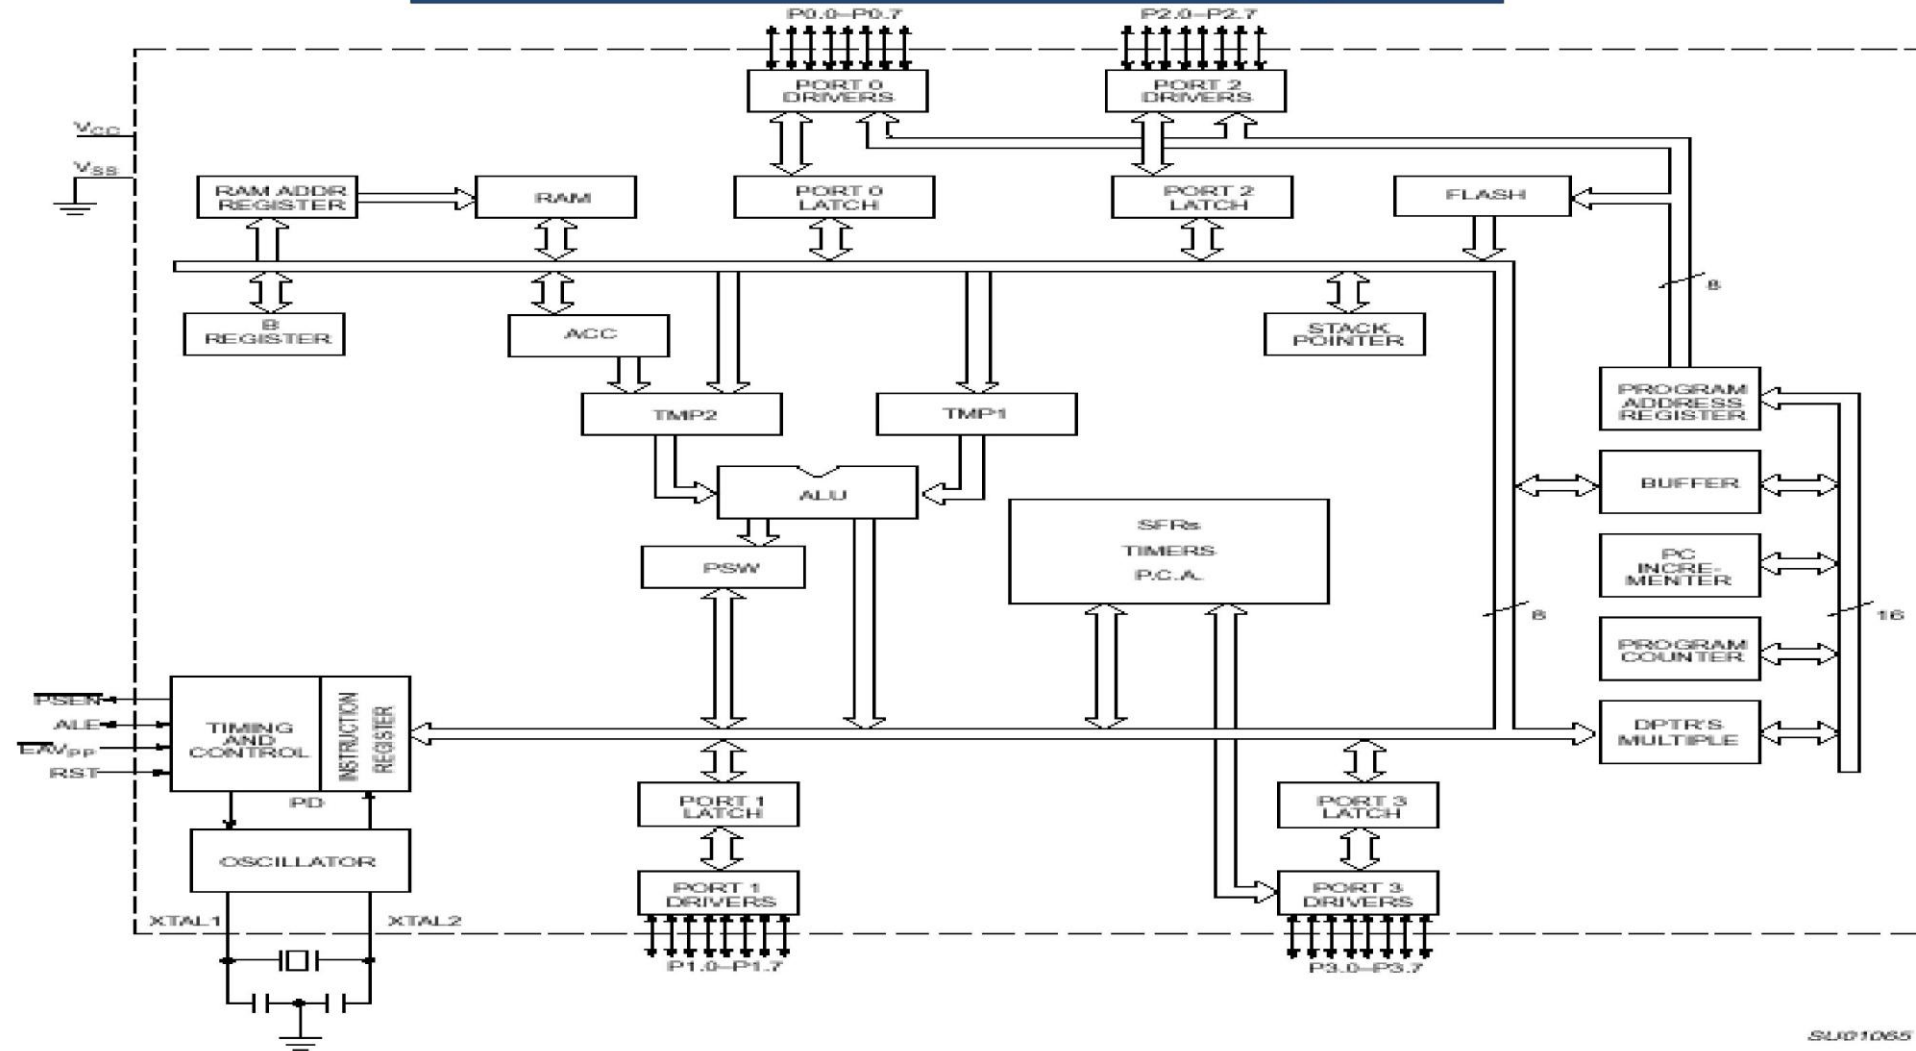 P0.0–P0.7
P2.0–P2.7
PORT 0
DRIVERS
PORT 2
DRIVERS
VCC
VSS
RAM ADDR
REGISTER
RAM
PORT 0
LATCH
PORT 2
LATCH
FLASH
8
B
REGISTER
ACC
STACK
POINTER
PROGRAM
ADDRESS
REGISTER
TMP2
TMP1
ALU
BUFFER
SFRs
TIMERS
P.C.A.
PSW
PC
INCRE-
MENTER
8
16
PROGRAM
COUNTER
PSEN
ALE
EAVPP
RST
TIMING
AND
CONTROL
INSTRUCTION
REGISTER
DPTR'S
MULTIPLE
PD
PORT 1
LATCH
PORT 3
LATCH
OSCILLATOR
PORT 1
DRIVERS
PORT 3
DRIVERS
XTAL1
XTAL2
P1.0–P1.7
P3.0–P3.7
SU01065